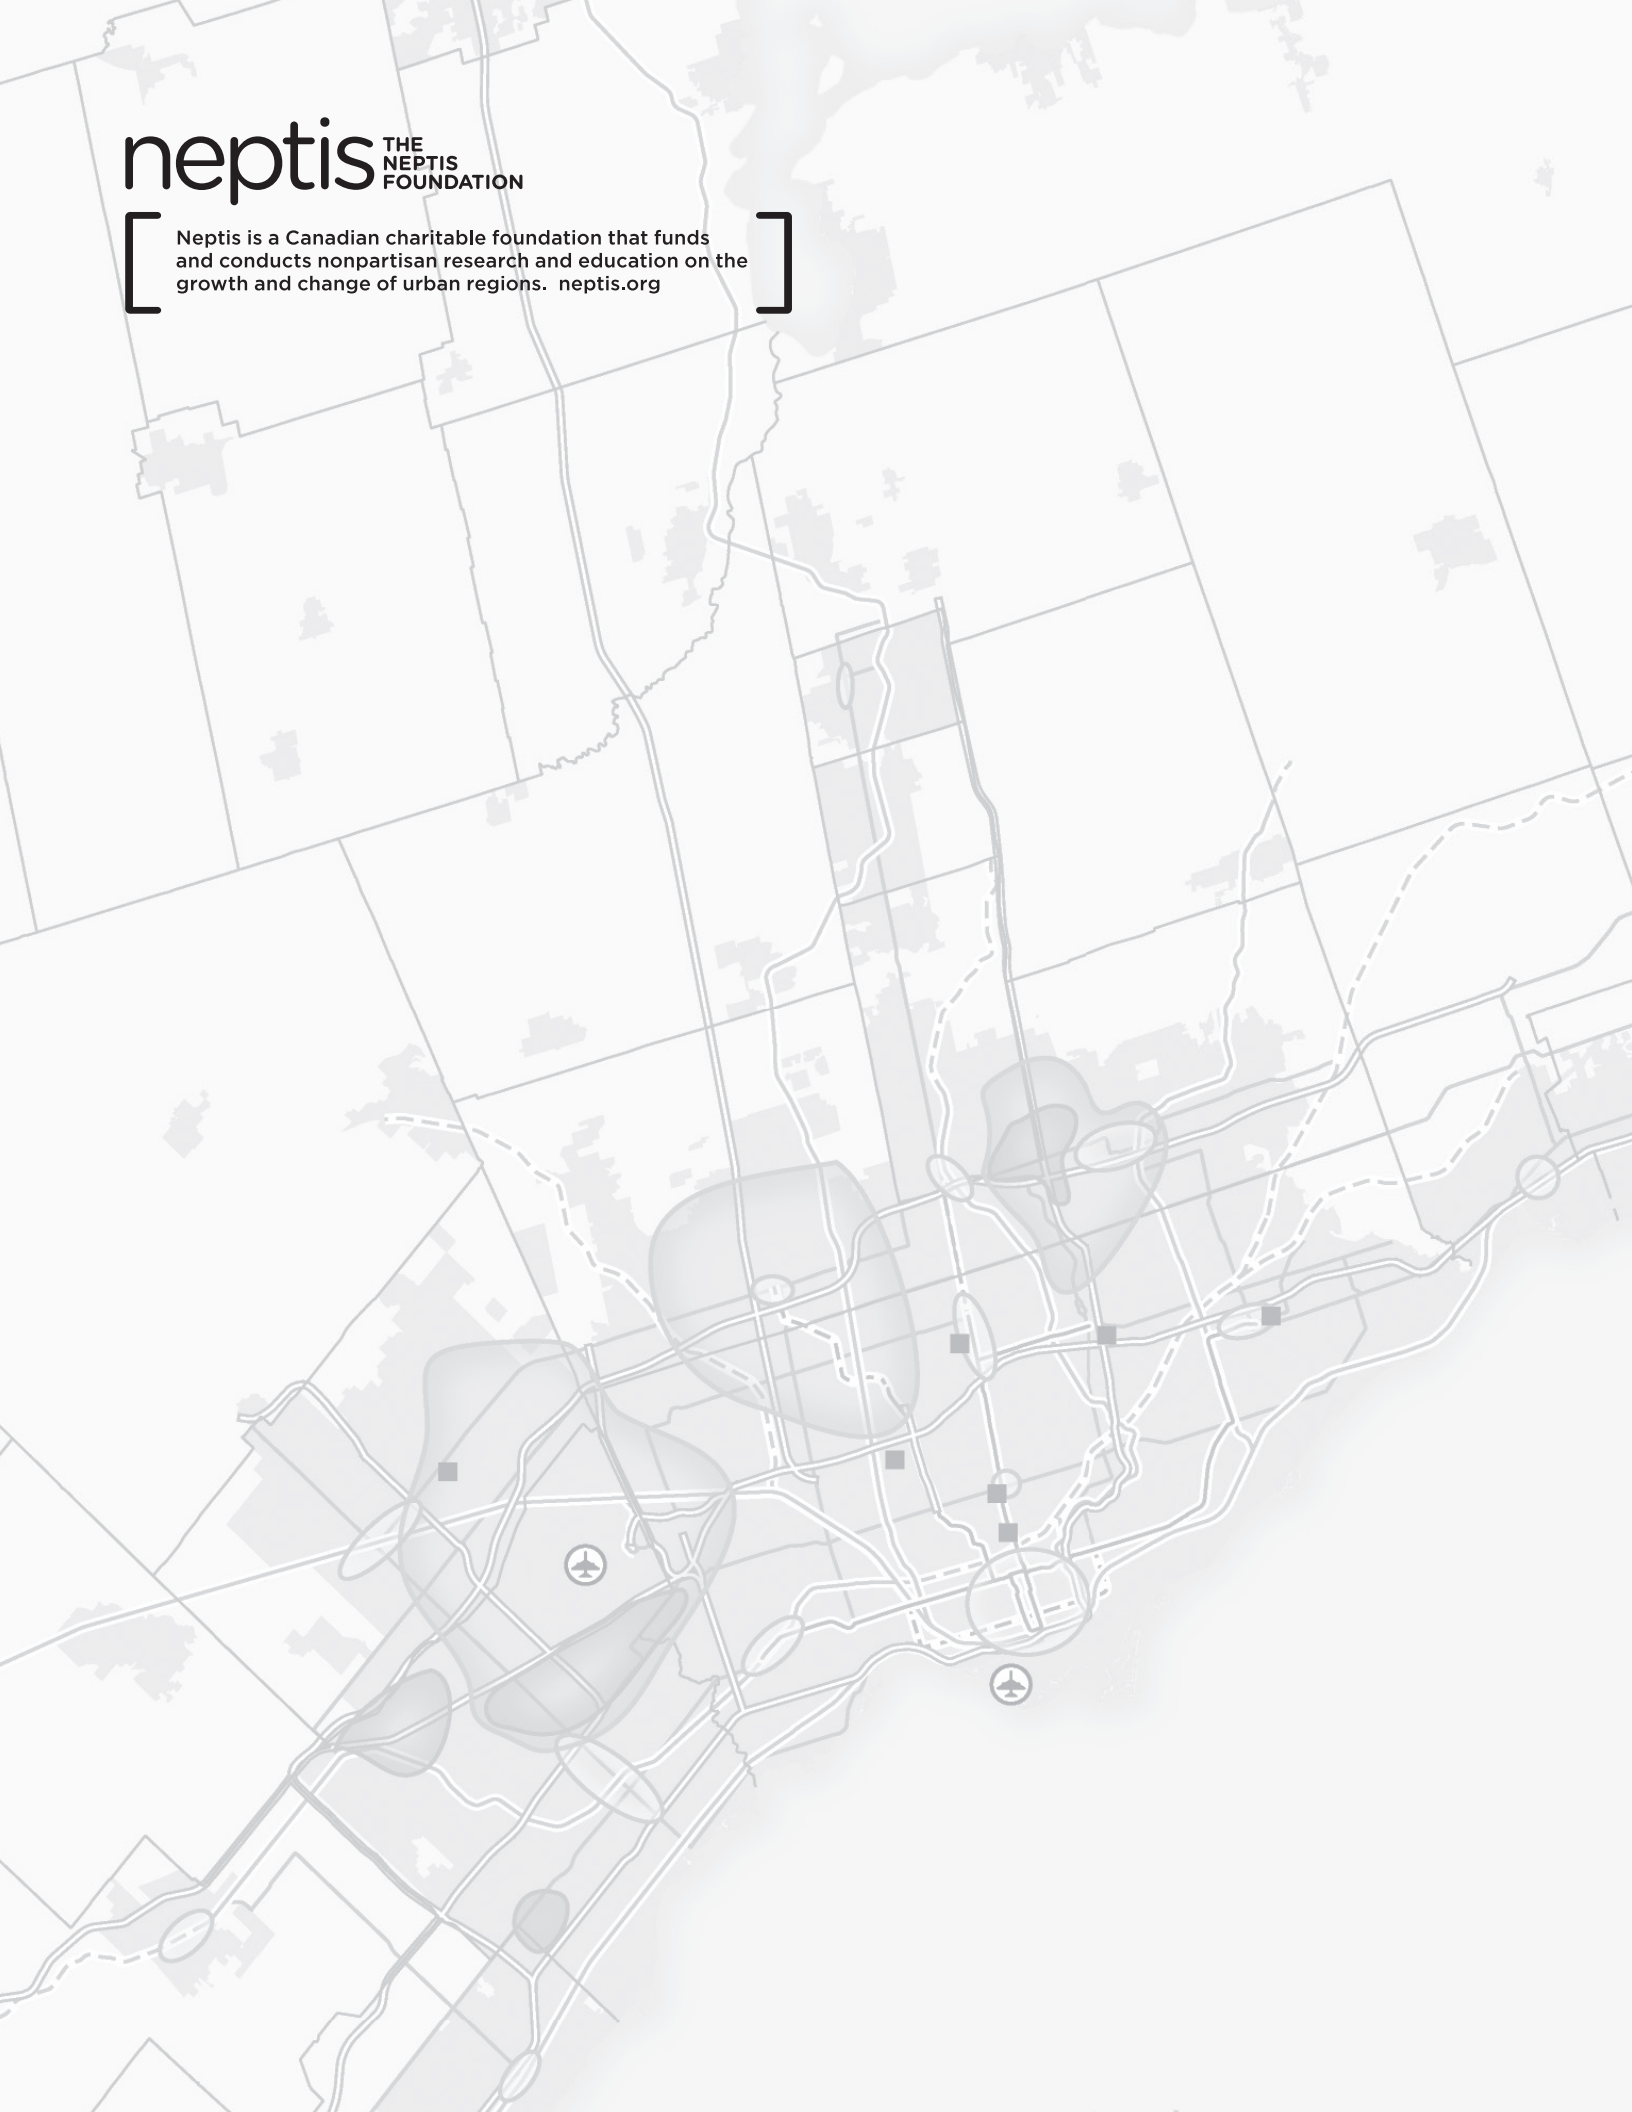 neptis THE
NEPTIS
FOUNDATION
Neptis is a Canadian charitable foundation that funds
and conducts nonpartisan research and education on the
growth and change of urban regions.  neptis.org